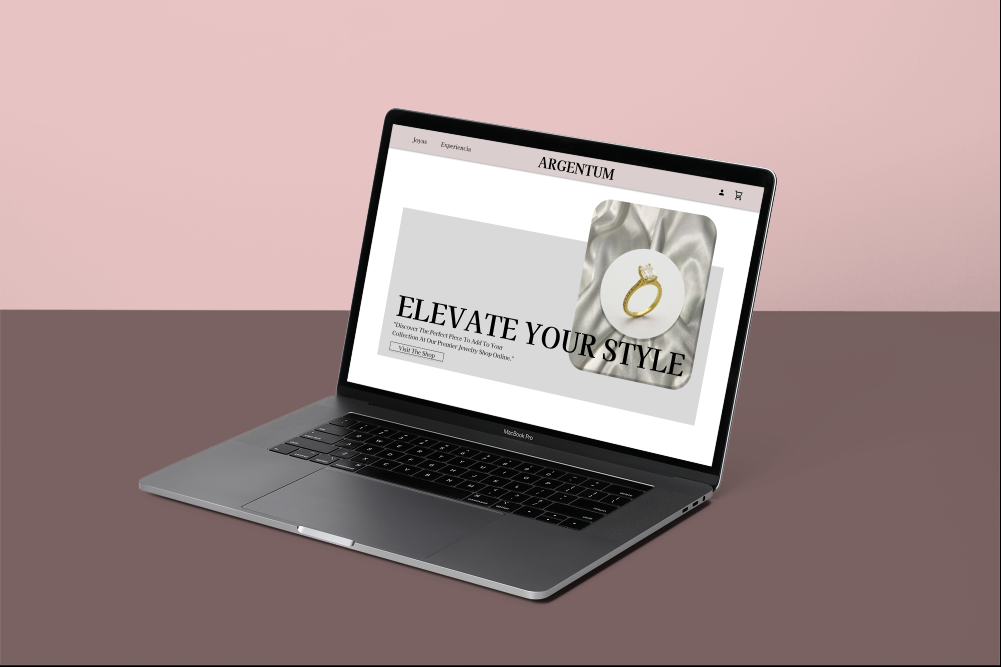 Joyas Experiencia
ARGENTUM
ELEVATE YOUR STYLE
"Discover The Perfect Piece To Add To Your
Collection At Our Premier Jewelry Shop Online."
Visit The Shop
MacBook Pro